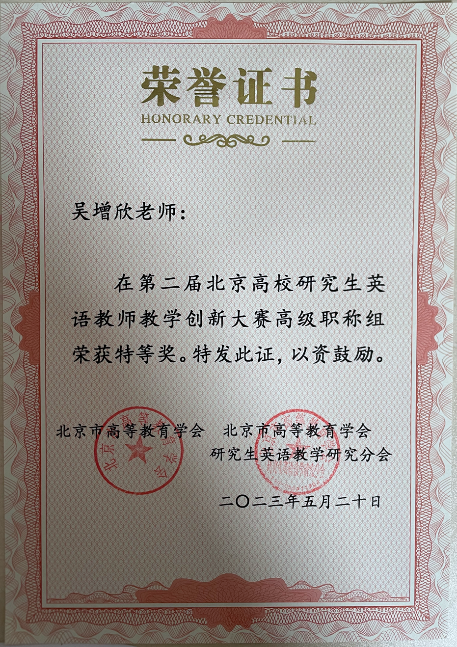 荣誉证书
HONORARY CREDENTIAL
吴增欣老师：
在第二届北京高校研究生英
语教师教学创新大赛高级职称组
荣获特等奖。特发此证，以资鼓励。
北京市高等教育学会 北京市高等教育学会
研究生英语教学研究分会
二〇二三年五月二十日